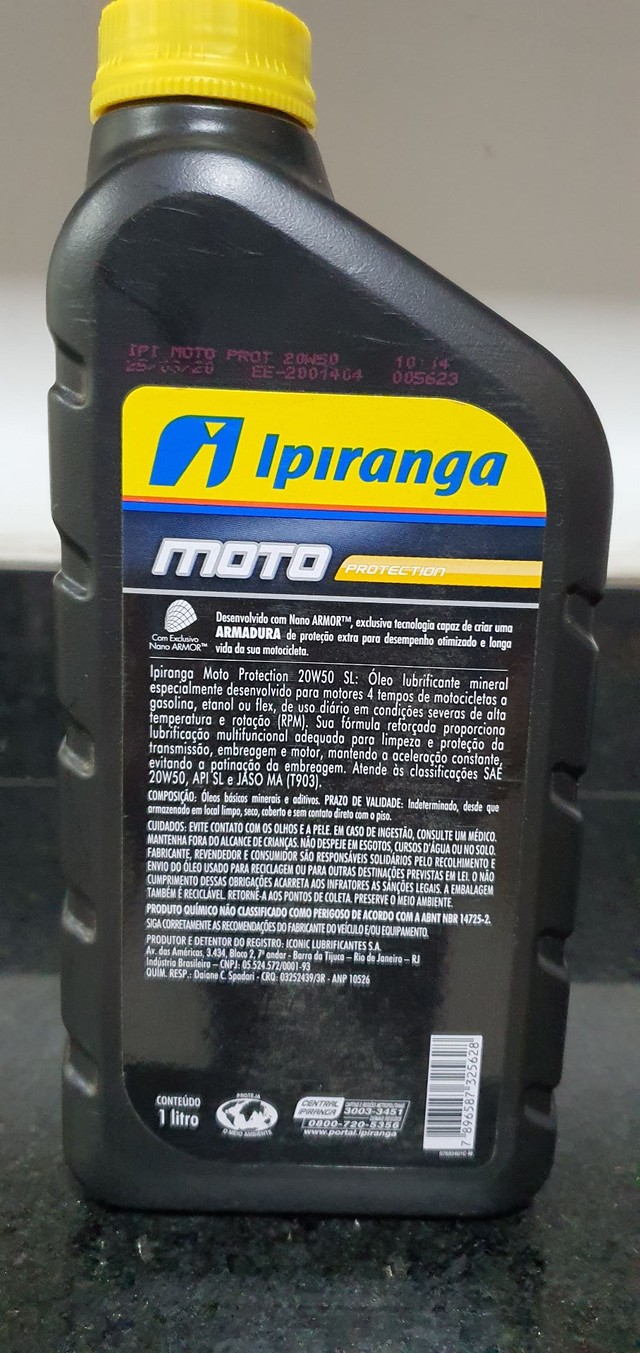 IPI MOTO PROT 20W50 10:14
25/03/20 EE-2001404 005623
Ipiranga
MOTO PROTECTION
Com Exclusivo
Nano ARMOR™
Desenvolvido com Nano ARMOR™, exclusiva tecnologia capaz de criar uma
ARMADURA de proteção extra para desempenho otimizado e longa
vida da sua motocicleta.
Ipiranga Moto Protection 20W50 SL: Óleo lubrificante mineral
especialmente desenvolvido para motores 4 tempos de motocicletas a
gasolina, etanol ou flex, de uso diário em condições severas de alta
temperatura e rotação (RPM). Sua fórmula reforçada proporciona
lubrificação multifuncional adequada para limpeza e proteção da
transmissão, embreagem e motor, mantendo a aceleração constante,
evitando a patinação da embreagem. Atende às classificações SAE
20W50, API SL e JASO MA (T903).
COMPOSIÇÃO: Óleos básicos minerais e aditivos. PRAZO DE VALIDADE: Indeterminado, desde que
armazenado em local limpo, seco, coberto e sem contato direto com o piso.
CUIDADOS: EVITE CONTATO COM OS OLHOS E A PELE. EM CASO DE INGESTÃO, CONSULTE UM MÉDICO.
MANTENHA FORA DO ALCANCE DE CRIANÇAS. NÃO DESPEJE EM ESGOTOS, CURSOS D'ÁGUA OU NO SOLO.
FABRICANTE, REVENDEDOR E CONSUMIDOR SÃO RESPONSÁVEIS SOLIDÁRIOS PELO RECOLHIMENTO E
ENVIO DO ÓLEO USADO PARA RECICLAGEM OU PARA OUTRAS DESTINAÇÕES PREVISTAS EM LEI. O NÃO
CUMPRIMENTO DESSAS OBRIGAÇÕES ACARRETA AOS INFRATORES AS SANÇÕES LEGAIS. A EMBALAGEM
TAMBÉM É RECICLÁVEL. RETORNE-A AOS PONTOS DE COLETA. PRESERVE O MEIO AMBIENTE.
PRODUTO QUÍMICO NÃO CLASSIFICADO COMO PERIGOSO DE ACORDO COM A ABNT NBR 14725-2.
SIGA CORRETAMENTE AS RECOMENDAÇÕES DO FABRICANTE DO VEÍCULO E/OU EQUIPAMENTO.
PRODUTOR E DETENTOR DO REGISTRO: ICONIC LUBRIFICANTES S.A.
Av. das Américas, 3.434, Bloco 2, 7º andar - Barra da Tijuca – Rio de Janeiro – RJ
Indústria Brasileira – CNPJ: 05.524.572/0001-93
QUÍM. RESP.: Daiane C. Spadari - CRQ: 03252439/3R - ANP 10526
CONTEÚDO
1 litro
PROTEJA
O MEIO AMBIENTE
CENTRAL
IPIRANGA
CAPITAIS E REGIÕES METROPOLITANAS
3003-3451
DEMAIS REGIÕES
0800-720-5356
www.portal.ipiranga
7 896587 325628